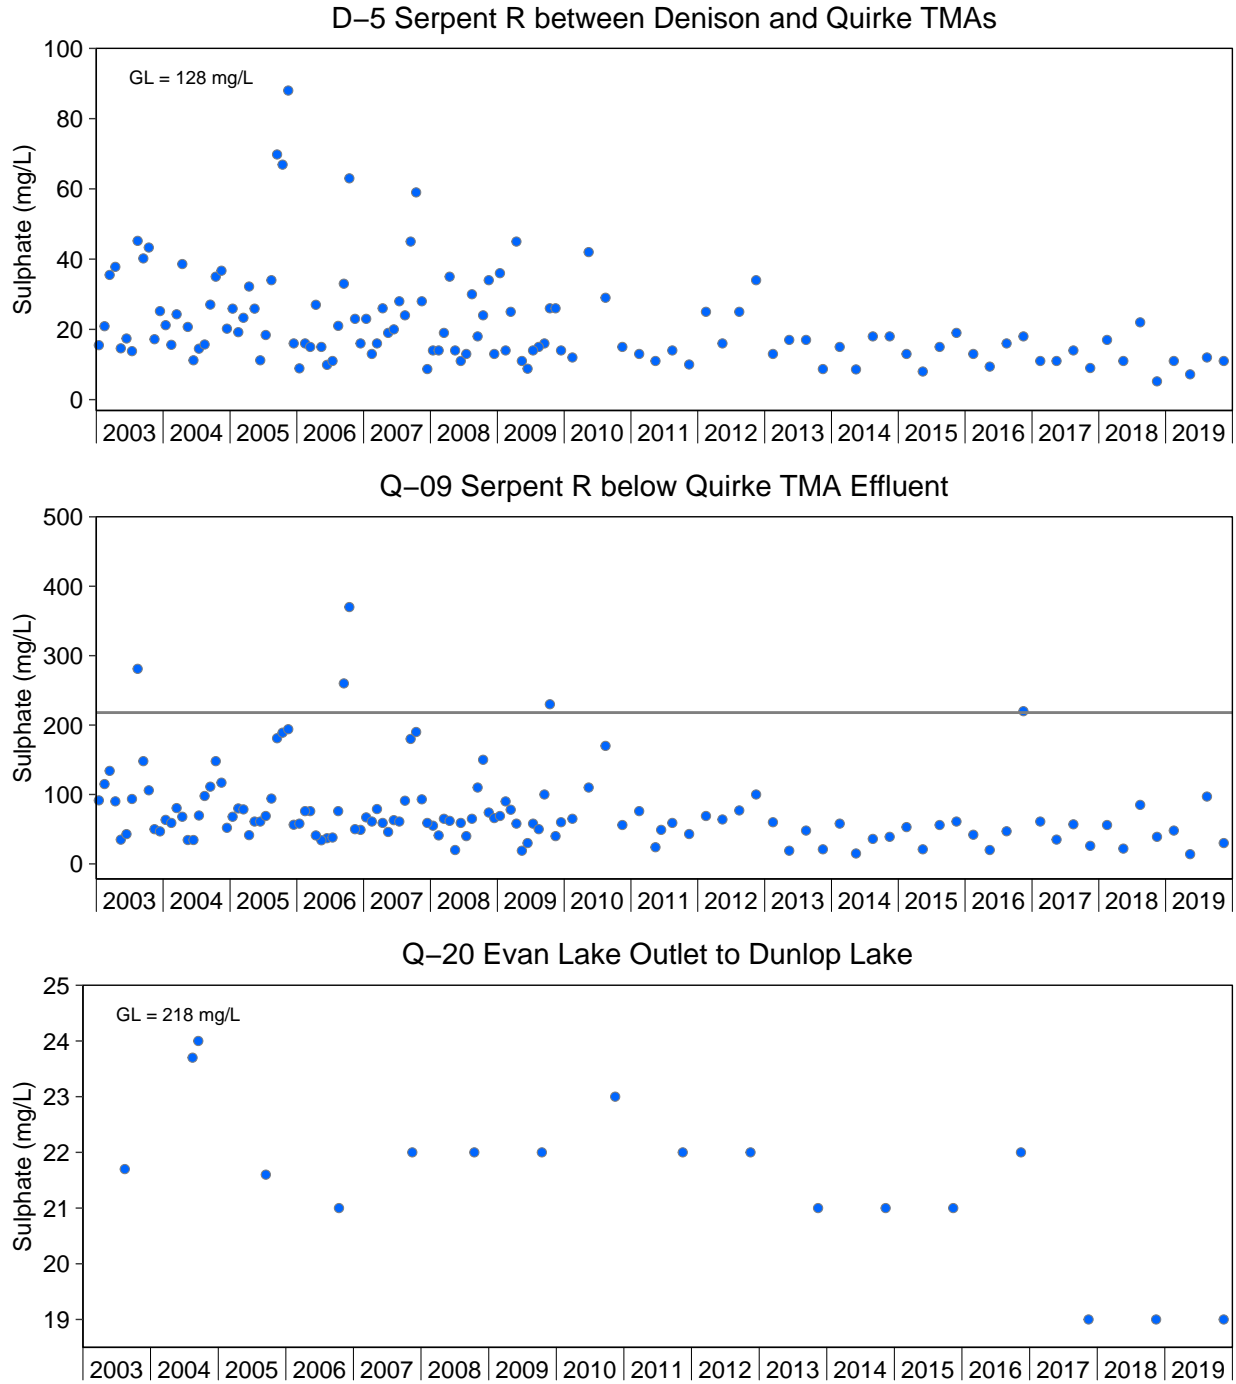 D−5 Serpent R between Denison and Quirke TMAs
GL = 128 mg/L
Sulphate (mg/L)
100
80
60
40
20
0
2003 2004 2005 2006 2007 2008 2009 2010 2011 2012 2013 2014 2015 2016 2017 2018 2019
Q−09 Serpent R below Quirke TMA Effluent
Sulphate (mg/L)
500
400
300
200
100
0
2003 2004 2005 2006 2007 2008 2009 2010 2011 2012 2013 2014 2015 2016 2017 2018 2019
Q−20 Evan Lake Outlet to Dunlop Lake
GL = 218 mg/L
Sulphate (mg/L)
25
24
23
22
21
20
19
2003 2004 2005 2006 2007 2008 2009 2010 2011 2012 2013 2014 2015 2016 2017 2018 2019